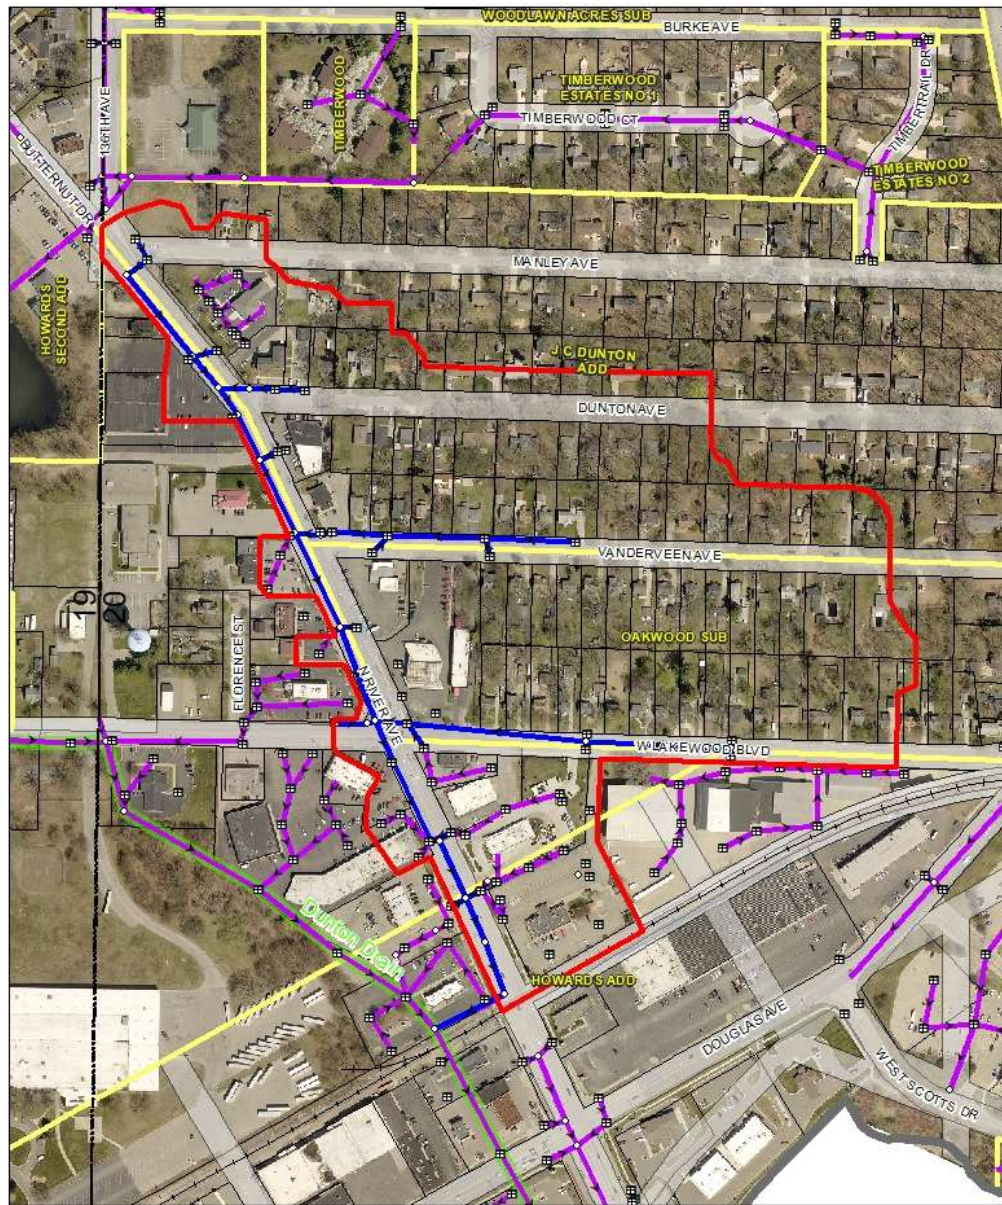 WOODLAWN ACRES SUB
BURKE AVE
136TH AVE
TIMBERWOOD
TIMBERWOOD
ESTATES NO 1
TIMBERWOOD CT
TIMBERTRAIL DR
TIMBERWOOD
ESTATES NO 2
BUTTERNUT DR
MANLEY AVE
HOWARDS
SECOND ADD
J C DUNTON
ADD
DUNTON AVE
VANDERVEEN AVE
19
20
OAKWOOD SUB
FLORENCE ST
N RIVER AVE
W LAKEWOOD BLVD
Dunton Drain
HOWARDS ADD
DOUGLAS AVE
WEST SCOTTS DR